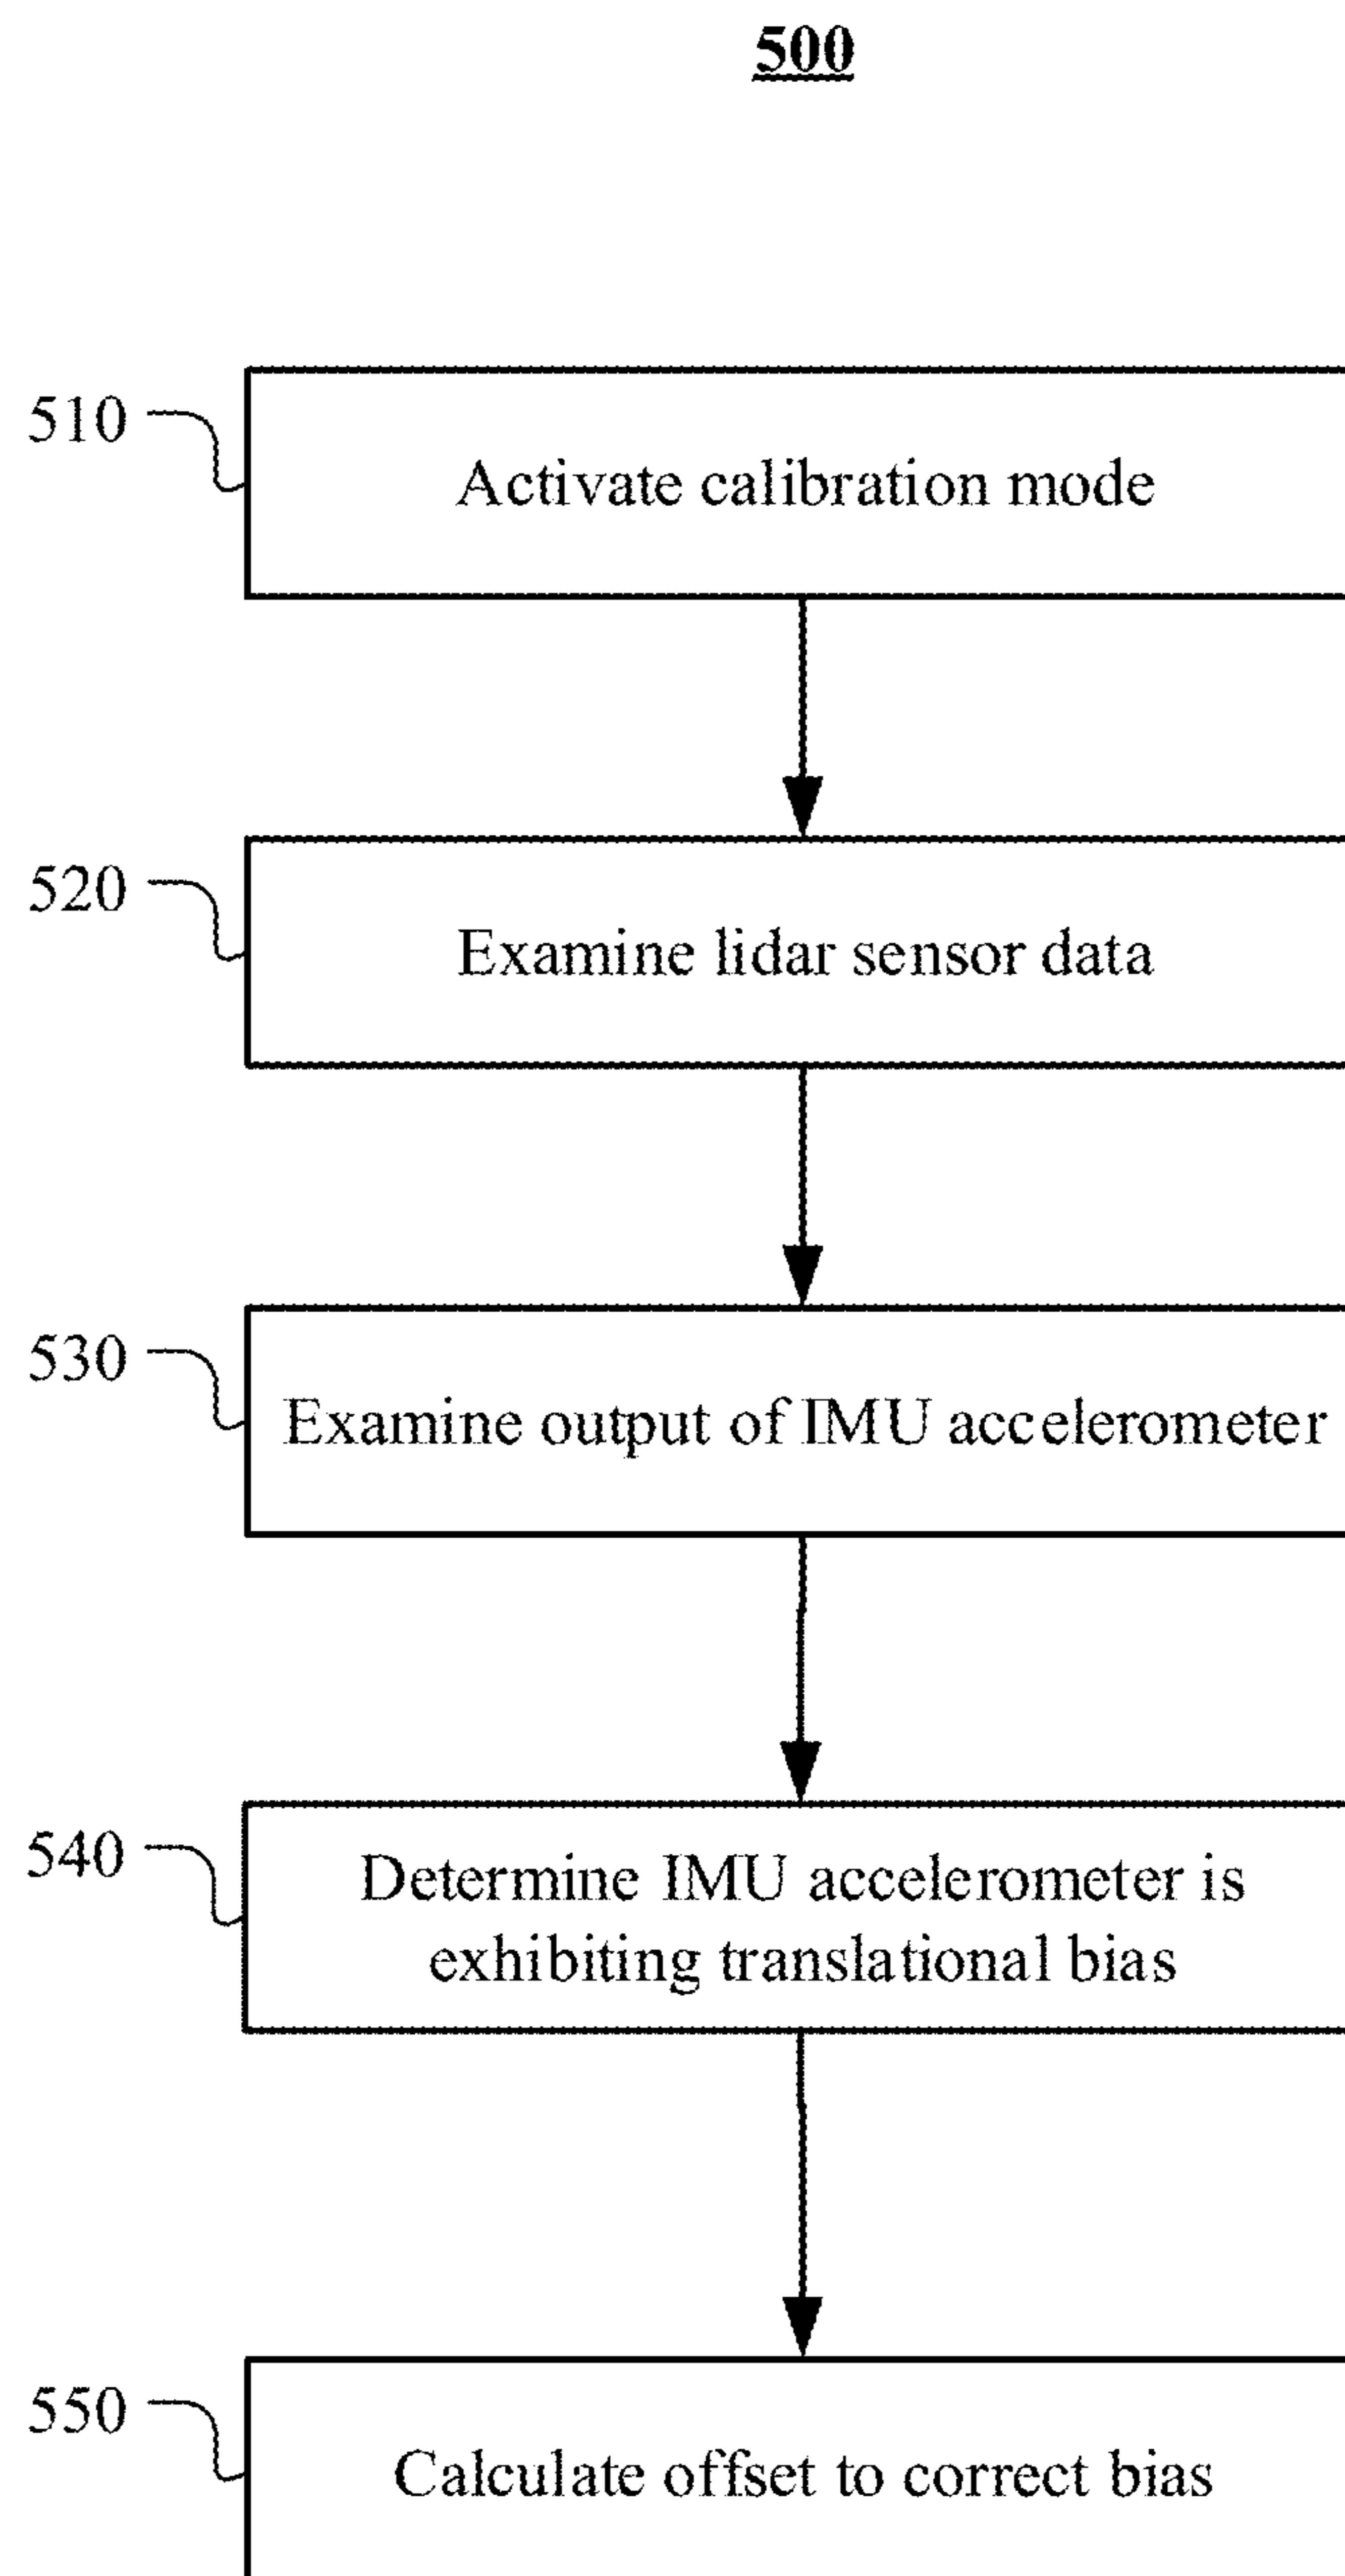 500
510
Activate calibration mode
520
Examine lidar sensor data
530
Examine output of IMU accelerometer
540
Determine IMU accelerometer is
exhibiting translational bias
550
Calculate offset to correct bias